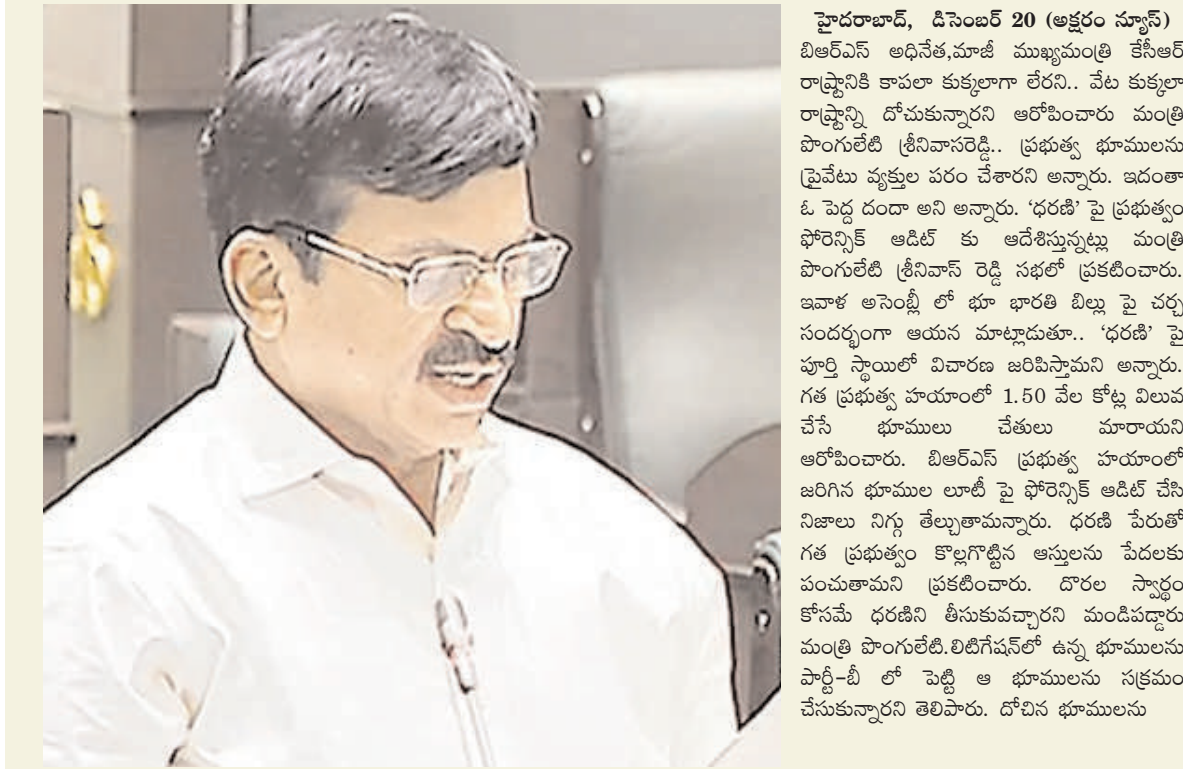 హైదరాబాద్, డిసెంబర్ 20 (అక్షరం న్యూస్)
బిఆర్ఎస్ అధినేత,మాజీ ముఖ్యమంత్రి కేసీఆర్
రాష్ట్రానికి కాపలా కుక్కలాగా లేరని.. వేట కుక్కలా
రాష్ట్రాన్ని దోచుకున్నారని ఆరోపించారు మంత్రి
పొంగులేటి శ్రీనివాసరెడ్డి.. ప్రభుత్వ భూములను
ప్రైవేటు వ్యక్తుల పరం చేశారని అన్నారు. ఇదంతా
ఓ పెద్ద దందా అని అన్నారు. ‘ధరణి’ పై ప్రభుత్వం
ఫోరెన్సిక్ ఆడిట్ కు ఆదేశిస్తున్నట్లు మంత్రి
పొంగులేటి శ్రీనివాస్ రెడ్డి సభలో ప్రకటించారు.
ఇవాళ అసెంబ్లీ లో భూ భారతి బిల్లు పై చర్చ
సందర్భంగా ఆయన మాట్లాడుతూ.. ‘ధరణి’ పై
పూర్తి స్థాయిలో విచారణ జరిపిస్తామని అన్నారు.
గత ప్రభుత్వ హయాంలో 1.50 వేల కోట్ల విలువ
చేసే భూములు చేతులు మారాయని
ఆరోపించారు. బిఆర్ఎస్ ప్రభుత్వ హయాంలో
జరిగిన భూముల లూటీ పై ఫోరెన్సిక్ ఆడిట్ చేసి
నిజాలు నిగ్గు తేల్చుతామన్నారు. ధరణి పేరుతో
గత ప్రభుత్వం కొల్లగొట్టిన ఆస్తులను పేదలకు
పంచుతామని ప్రకటించారు. దొరల స్వార్థం
కోసమే ధరణిని తీసుకువచ్చారని మండిపడ్డారు
మంత్రి పొంగులేటి.లిటిగేషన్‌లో ఉన్న భూములను
పార్టీ-బీ లో పెట్టి ఆ భూములను సక్రమం
చేసుకున్నారని తెలిపారు. దోచిన భూములను